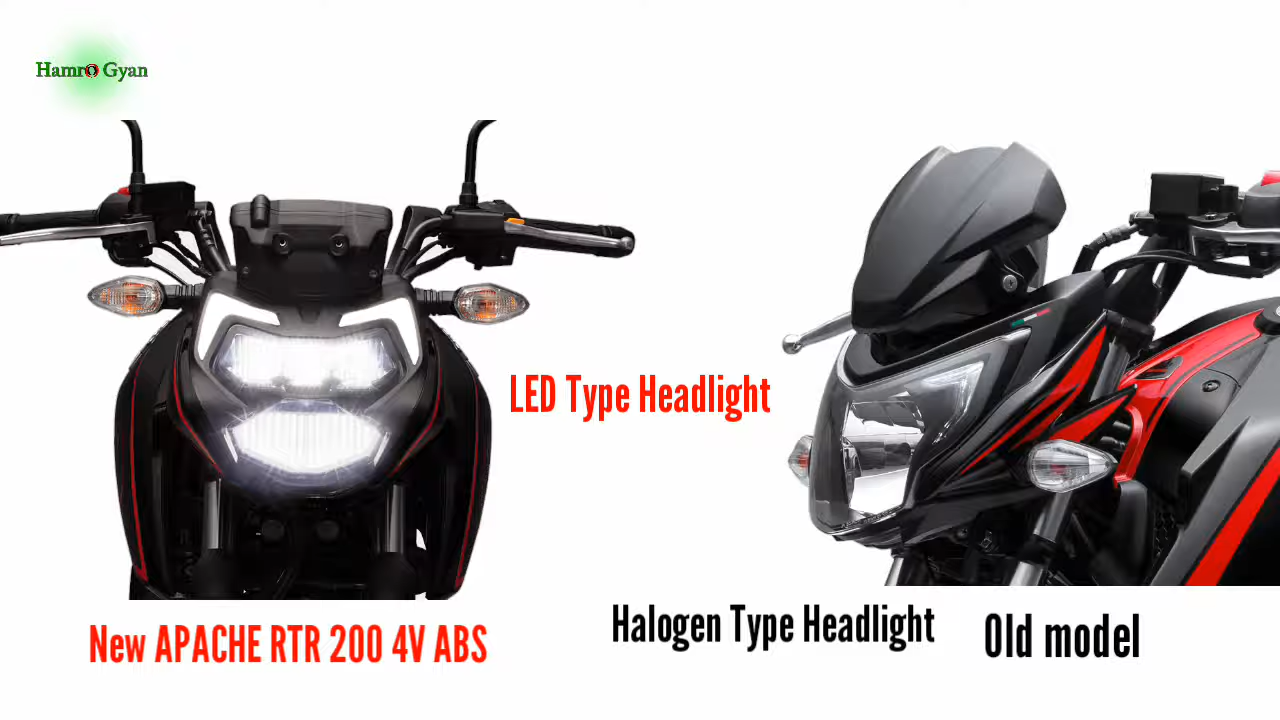 Hamro Gyan
LED Type Headlight
New APACHE RTR 200 4V ABS
Halogen Type Headlight
Old model